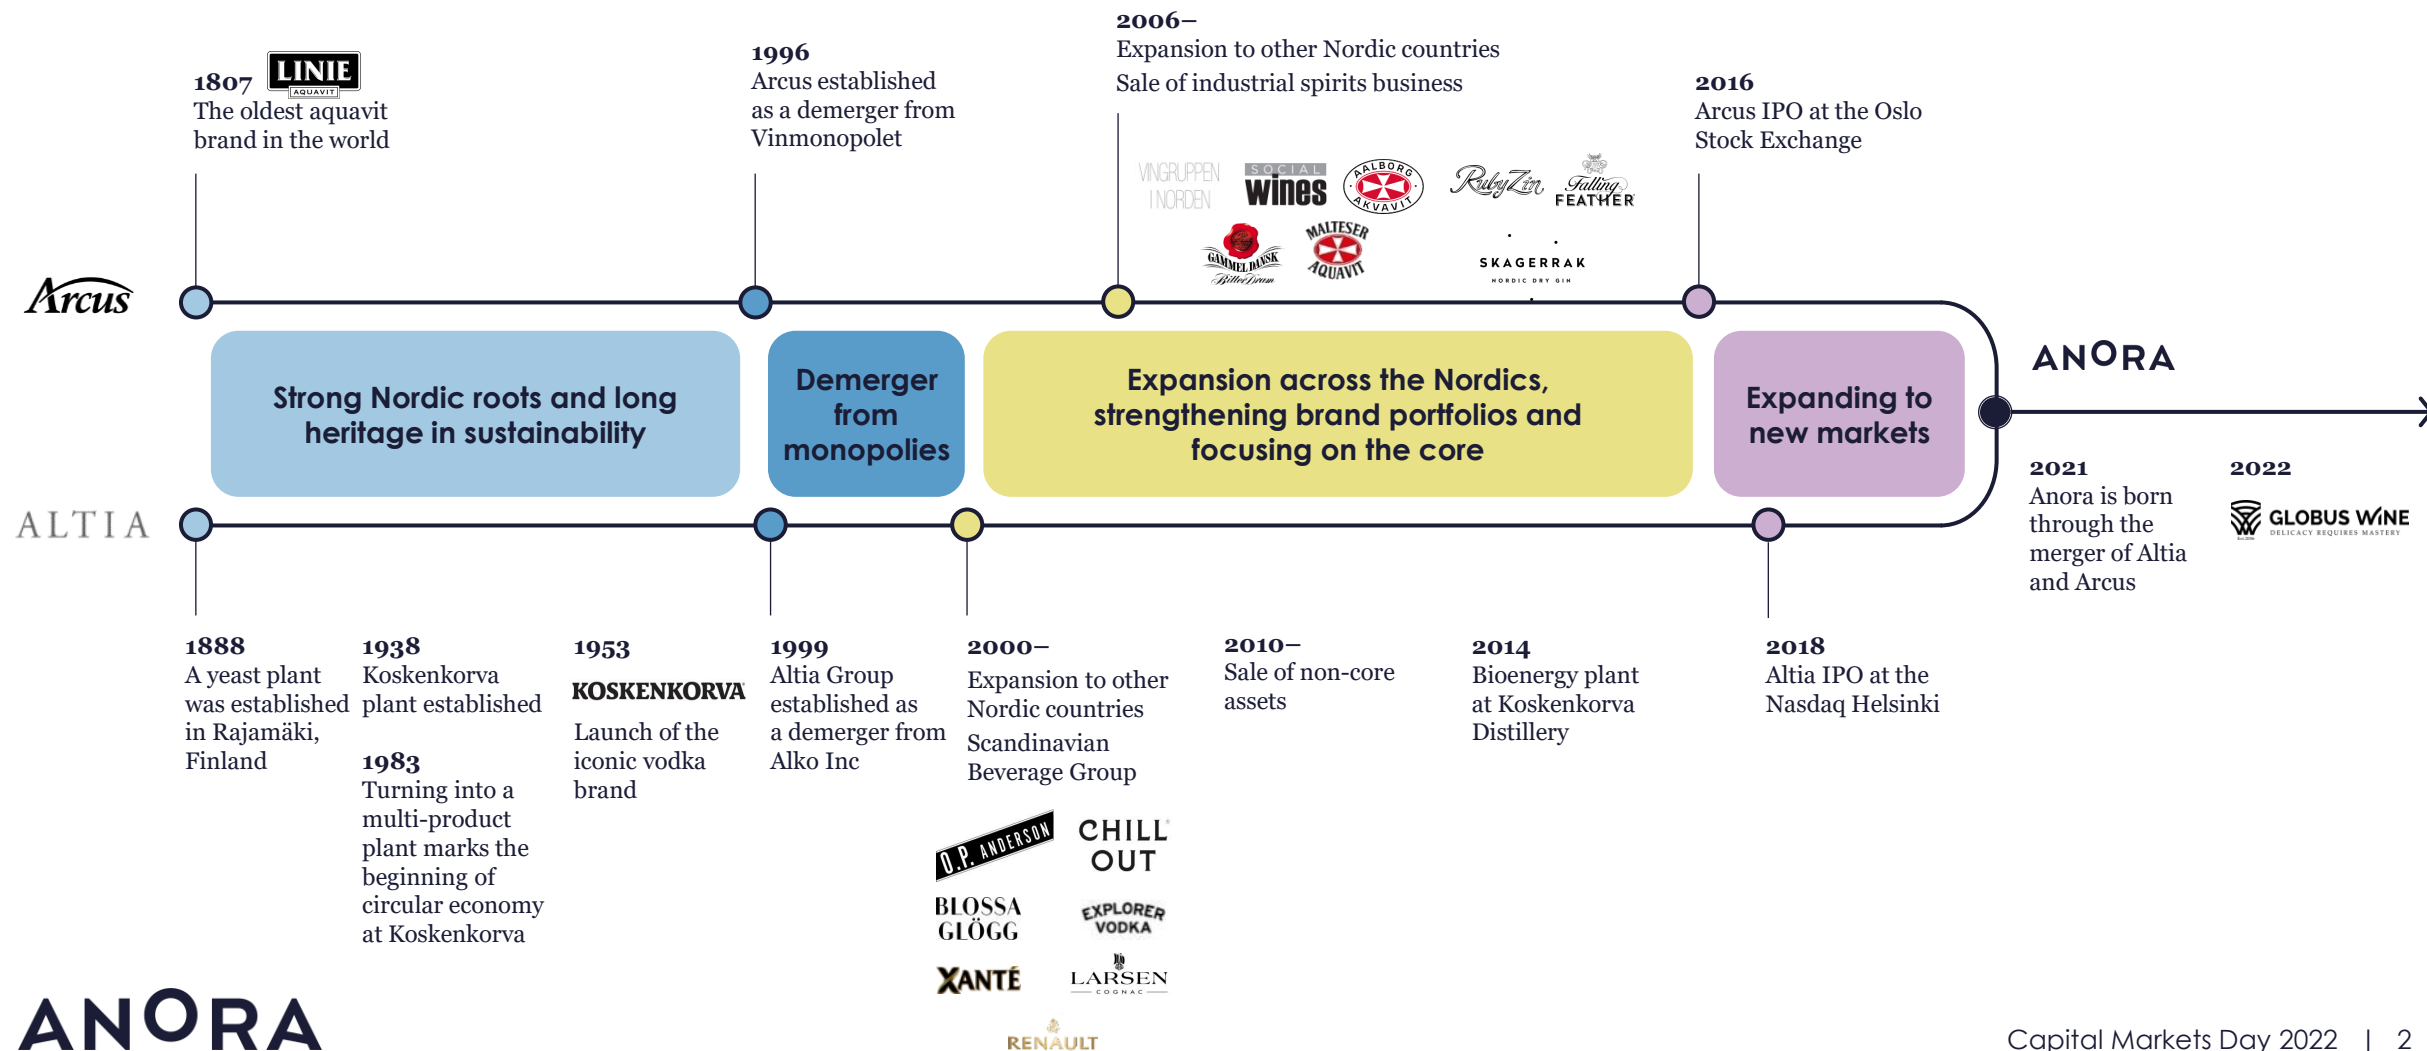 1807
LINIE
AQUAVIT
The oldest aquavit
brand in the world
1996
Arcus established
as a demerger from
Vinmonopolet
2006–
Expansion to other Nordic countries
Sale of industrial spirits business
2016
Arcus IPO at the Oslo
Stock Exchange
VINGRUPPEN
I NORDEN
SOCIAL
wines
AALBORG
AKVAVIT
RubyZin
Falling
FEATHER
GAMMEL DANSK
Bitter Dram
MALTESER
AQUAVIT
SKAGERRAK
NORDIC DRY GIN
Arcus
Strong Nordic roots and long
heritage in sustainability
Demerger
from
monopolies
Expansion across the Nordics,
strengthening brand portfolios and
focusing on the core
Expanding to
new markets
ANORA
ALTIA
2021
Anora is born
through the
merger of Altia
and Arcus
2022
GLOBUS WINE
DELICACY REQUIRES MASTERY
1888
A yeast plant
was established
in Rajamäki,
Finland
1938
Koskenkorva
plant established
1983
Turning into a
multi-product
plant marks the
beginning of
circular economy
at Koskenkorva
1953
KOSKENKORVA
Launch of the
iconic vodka
brand
1999
Altia Group
established as
a demerger from
Alko Inc
2000–
Expansion to other
Nordic countries
Scandinavian
Beverage Group
O.P. ANDERSON
CHILL
OUT
BLOSSA
GLÖGG
EXPLORER
VODKA
XANTÉ
LARSEN
COGNAC
RENAULT
2010–
Sale of non-core
assets
2014
Bioenergy plant
at Koskenkorva
Distillery
2018
Altia IPO at the
Nasdaq Helsinki
ANORA
Capital Markets Day 2022 | 2